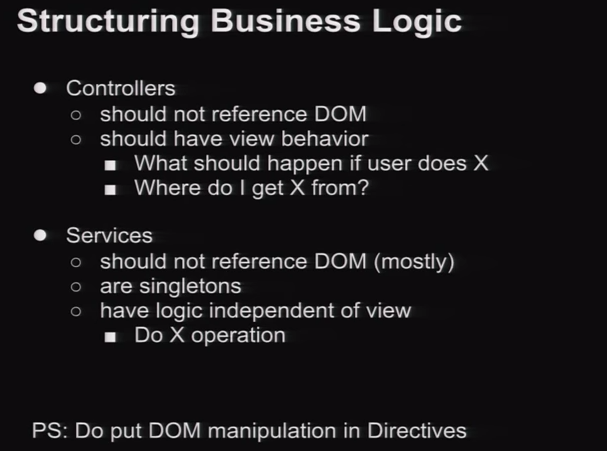 Structuring Business Logic
● Controllers
○ should not reference DOM
○ should have view behavior
■ What should happen if user does X
■ Where do I get X from?
● Services
○ should not reference DOM (mostly)
○ are singletons
○ have logic independent of view
■ Do X operation
PS: Do put DOM manipulation in Directives